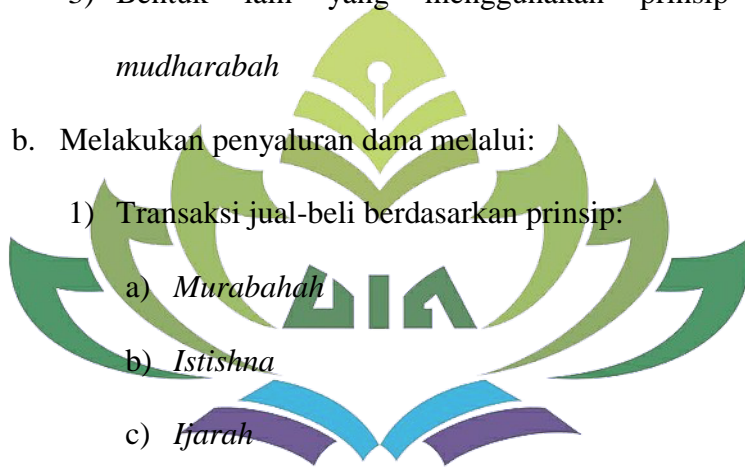 Bentuk lain yang menggunakan prinsip
mudharabah
b. Melakukan penyaluran dana melalui:
1) Transaksi jual-beli berdasarkan prinsip:
a) Murabahah
b) Istishna
c) Ijarah